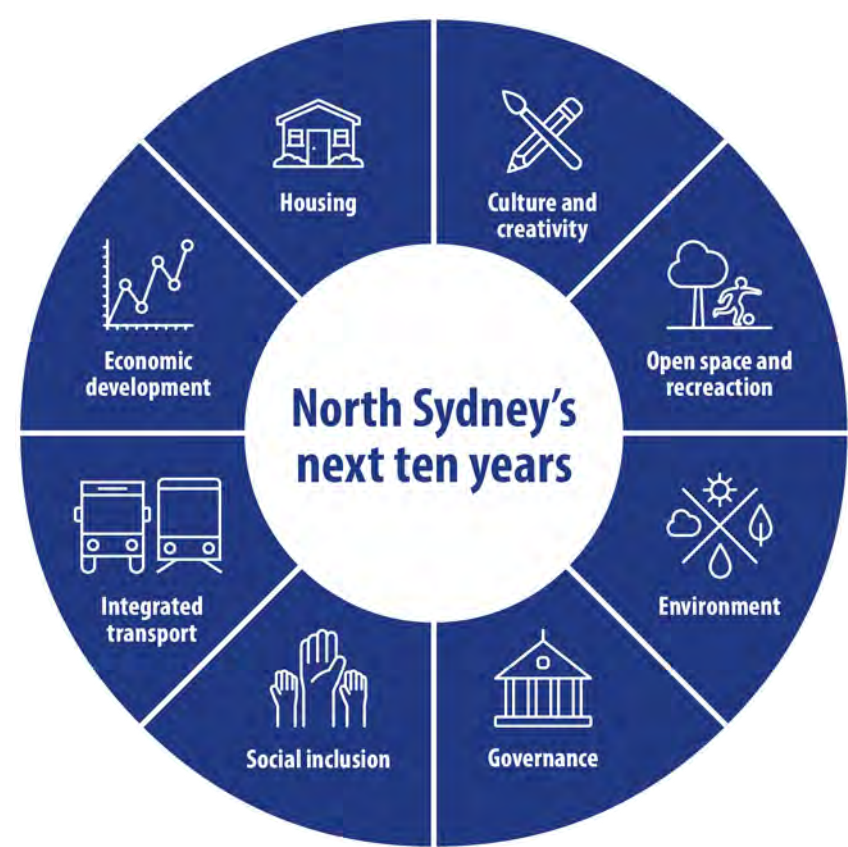 Housing
Culture and
creativity
Economic
development
Open space and
recreaction
North Sydney’s
next ten years
Integrated
transport
Environment
Social inclusion
Governance